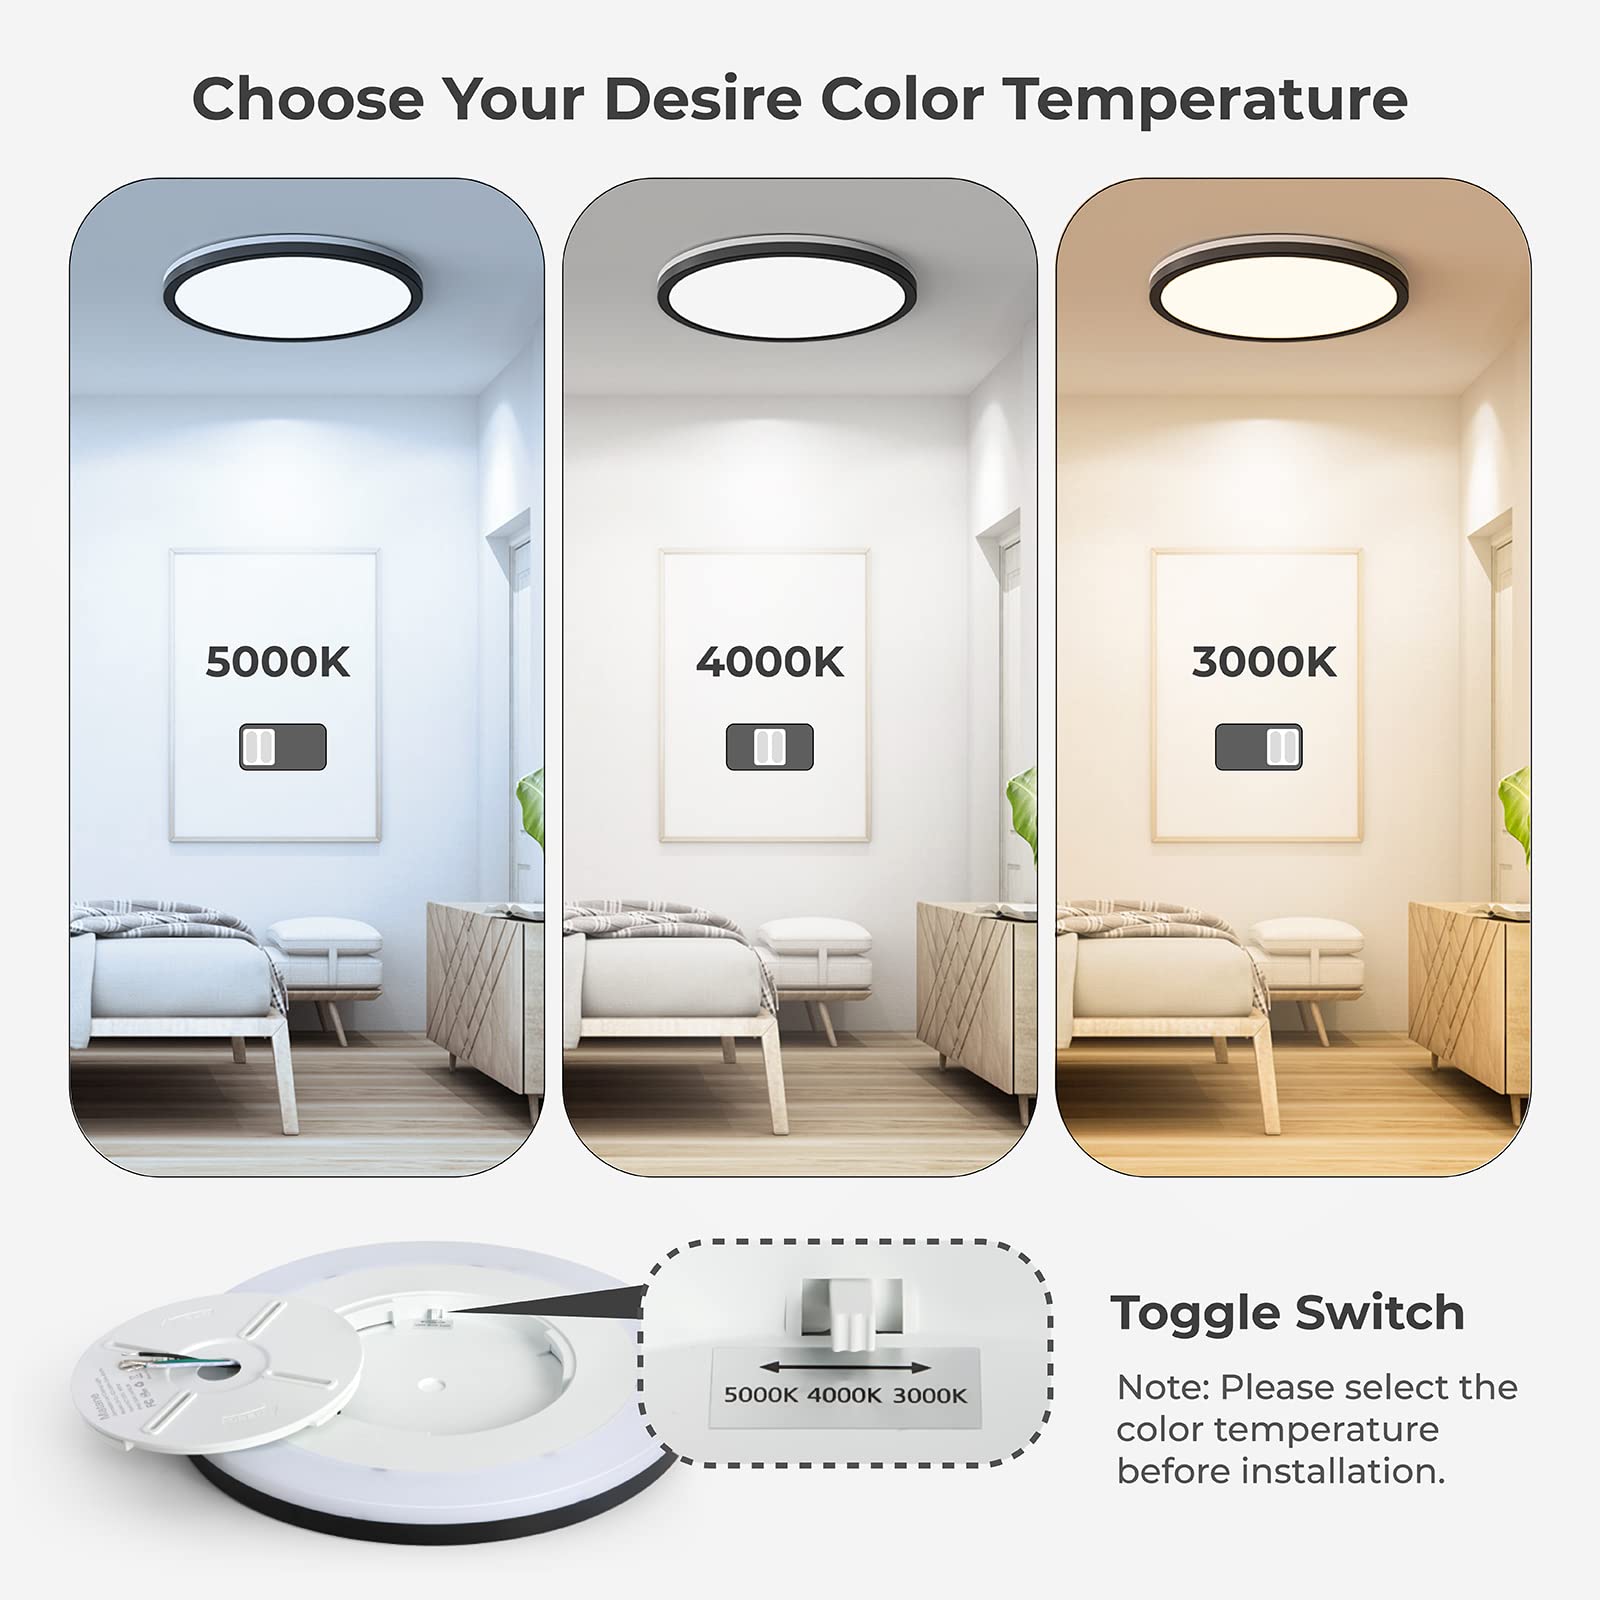 Choose Your Desire Color Temperature
5000K
4000K
3000K
5000K 4000K 3000K
Toggle Switch
Note: Please select the
color temperature
before installation.